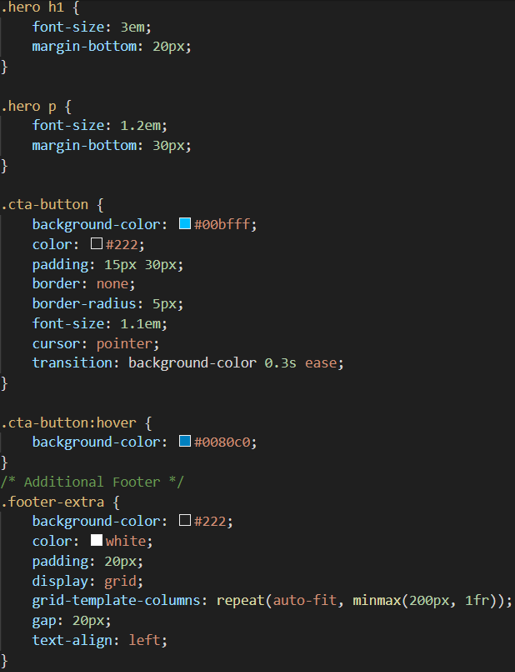 .hero h1 {
    font-size: 3em;
    margin-bottom: 20px;
}

.hero p {
    font-size: 1.2em;
    margin-bottom: 30px;
}

.cta-button {
    background-color: #00bfff;
    color: #222;
    padding: 15px 30px;
    border: none;
    border-radius: 5px;
    font-size: 1.1em;
    cursor: pointer;
    transition: background-color 0.3s ease;
}

.cta-button:hover {
    background-color: #0080c0;
}
/* Additional Footer */
.footer-extra {
    background-color: #222;
    color: white;
    padding: 20px;
    display: grid;
    grid-template-columns: repeat(auto-fit, minmax(200px, 1fr));
    gap: 20px;
    text-align: left;
}